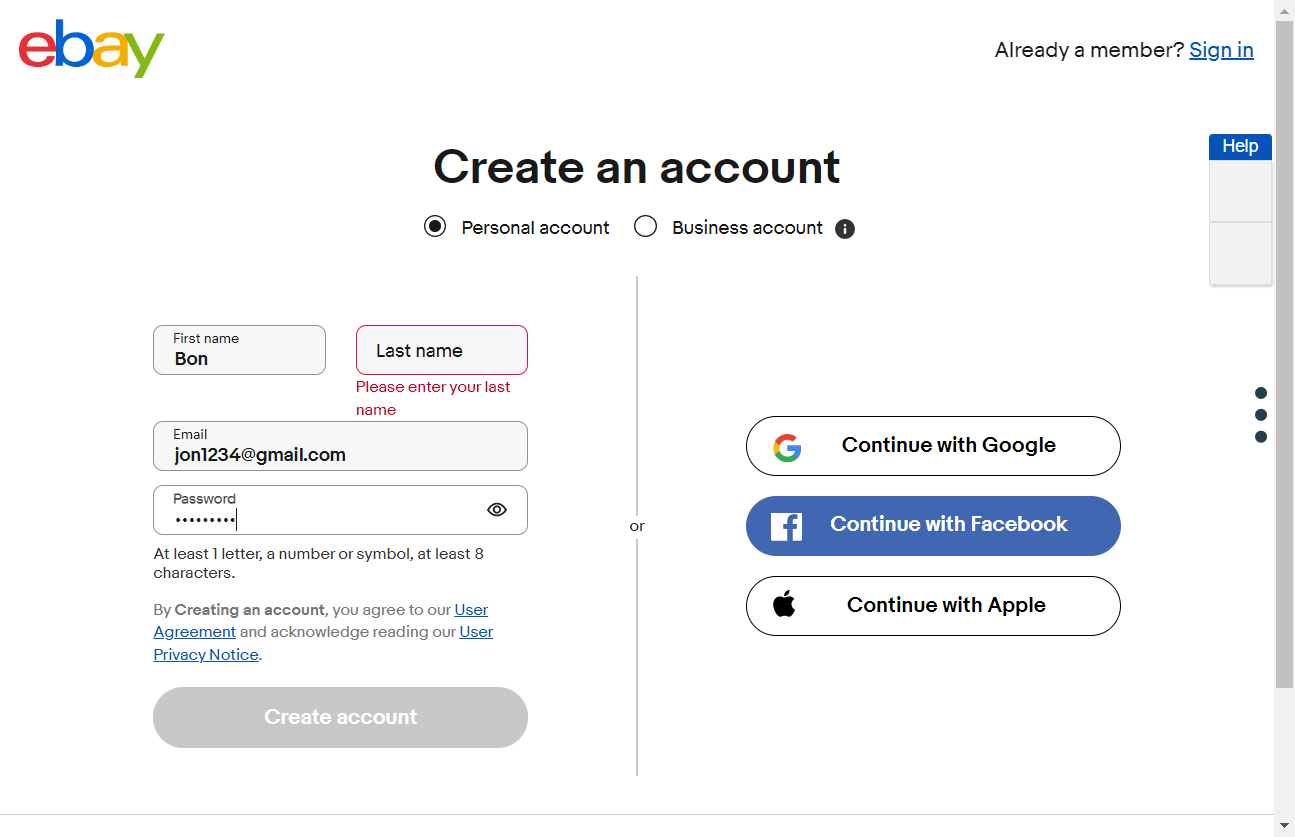 ebay
Already a member? Sign in
Help
Create an account
Personal account
Business account
First name
Bon
Last name
Please enter your last
name
Email
jon1234@gmail.com
Password
•••••••••
At least 1 letter, a number or symbol, at least 8
characters.
By Creating an account, you agree to our User
Agreement and acknowledge reading our User
Privacy Notice.
Create account
or
Continue with Google
Continue with Facebook
Continue with Apple